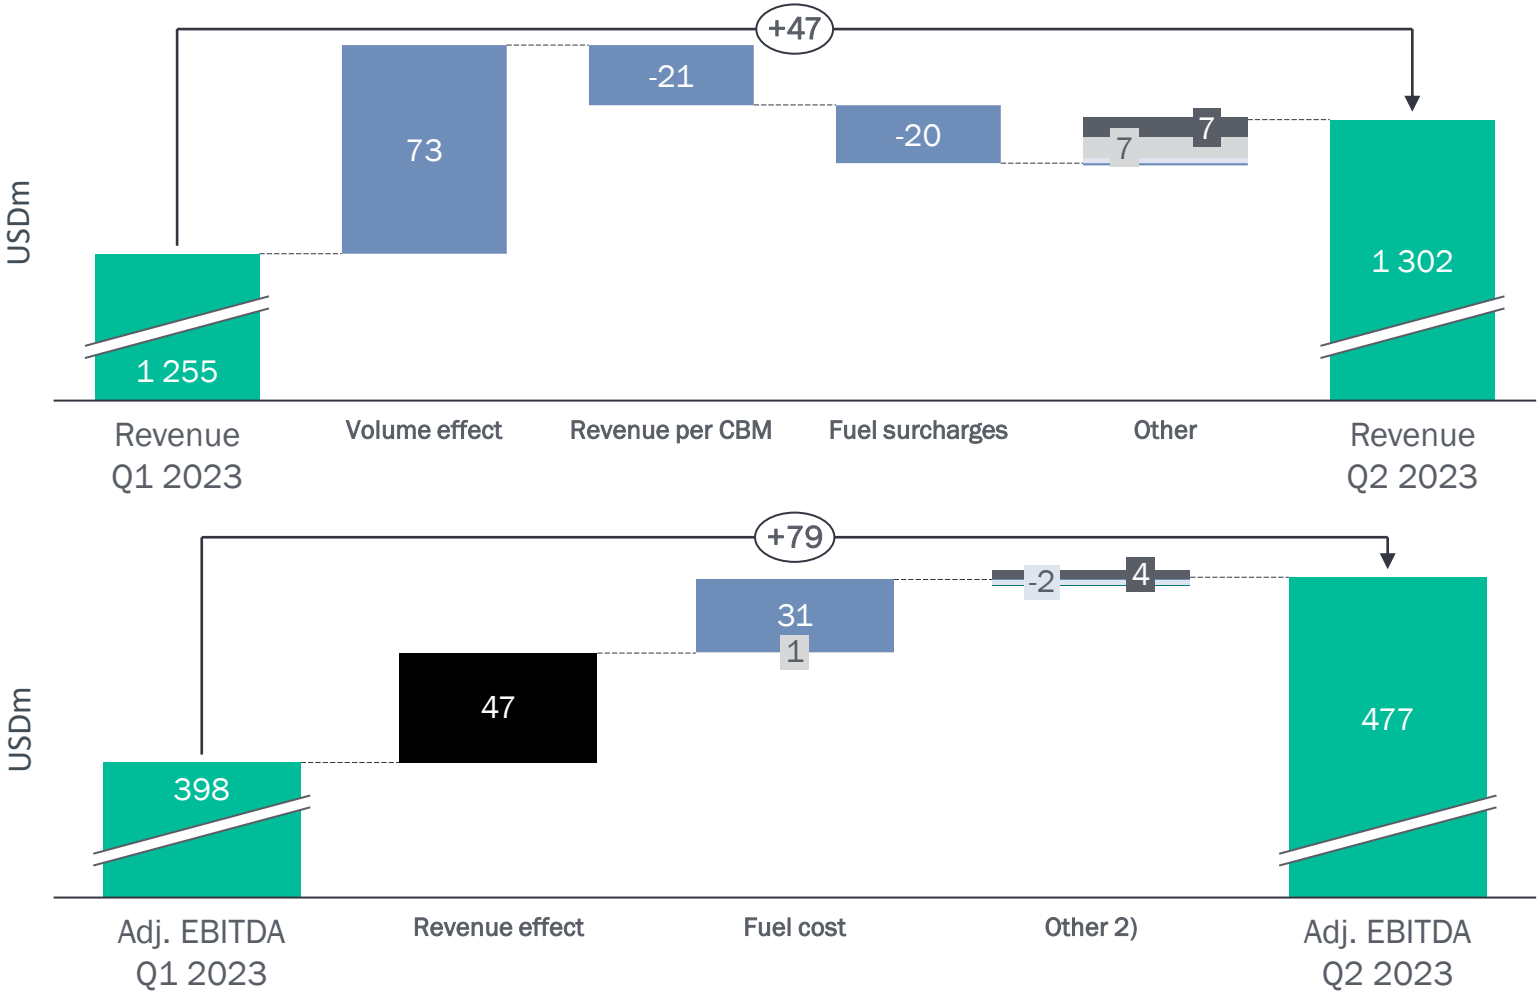 +47
73
-21
-20
7
7
1 255
1 302
USDm
Revenue
Q1 2023
Volume effect
Revenue per CBM
Fuel surcharges
Other
Revenue
Q2 2023
+79
398
47
31
1
-2
4
477
USDm
Adj. EBITDA
Q1 2023
Revenue effect
Fuel cost
Other 2)
Adj. EBITDA
Q2 2023